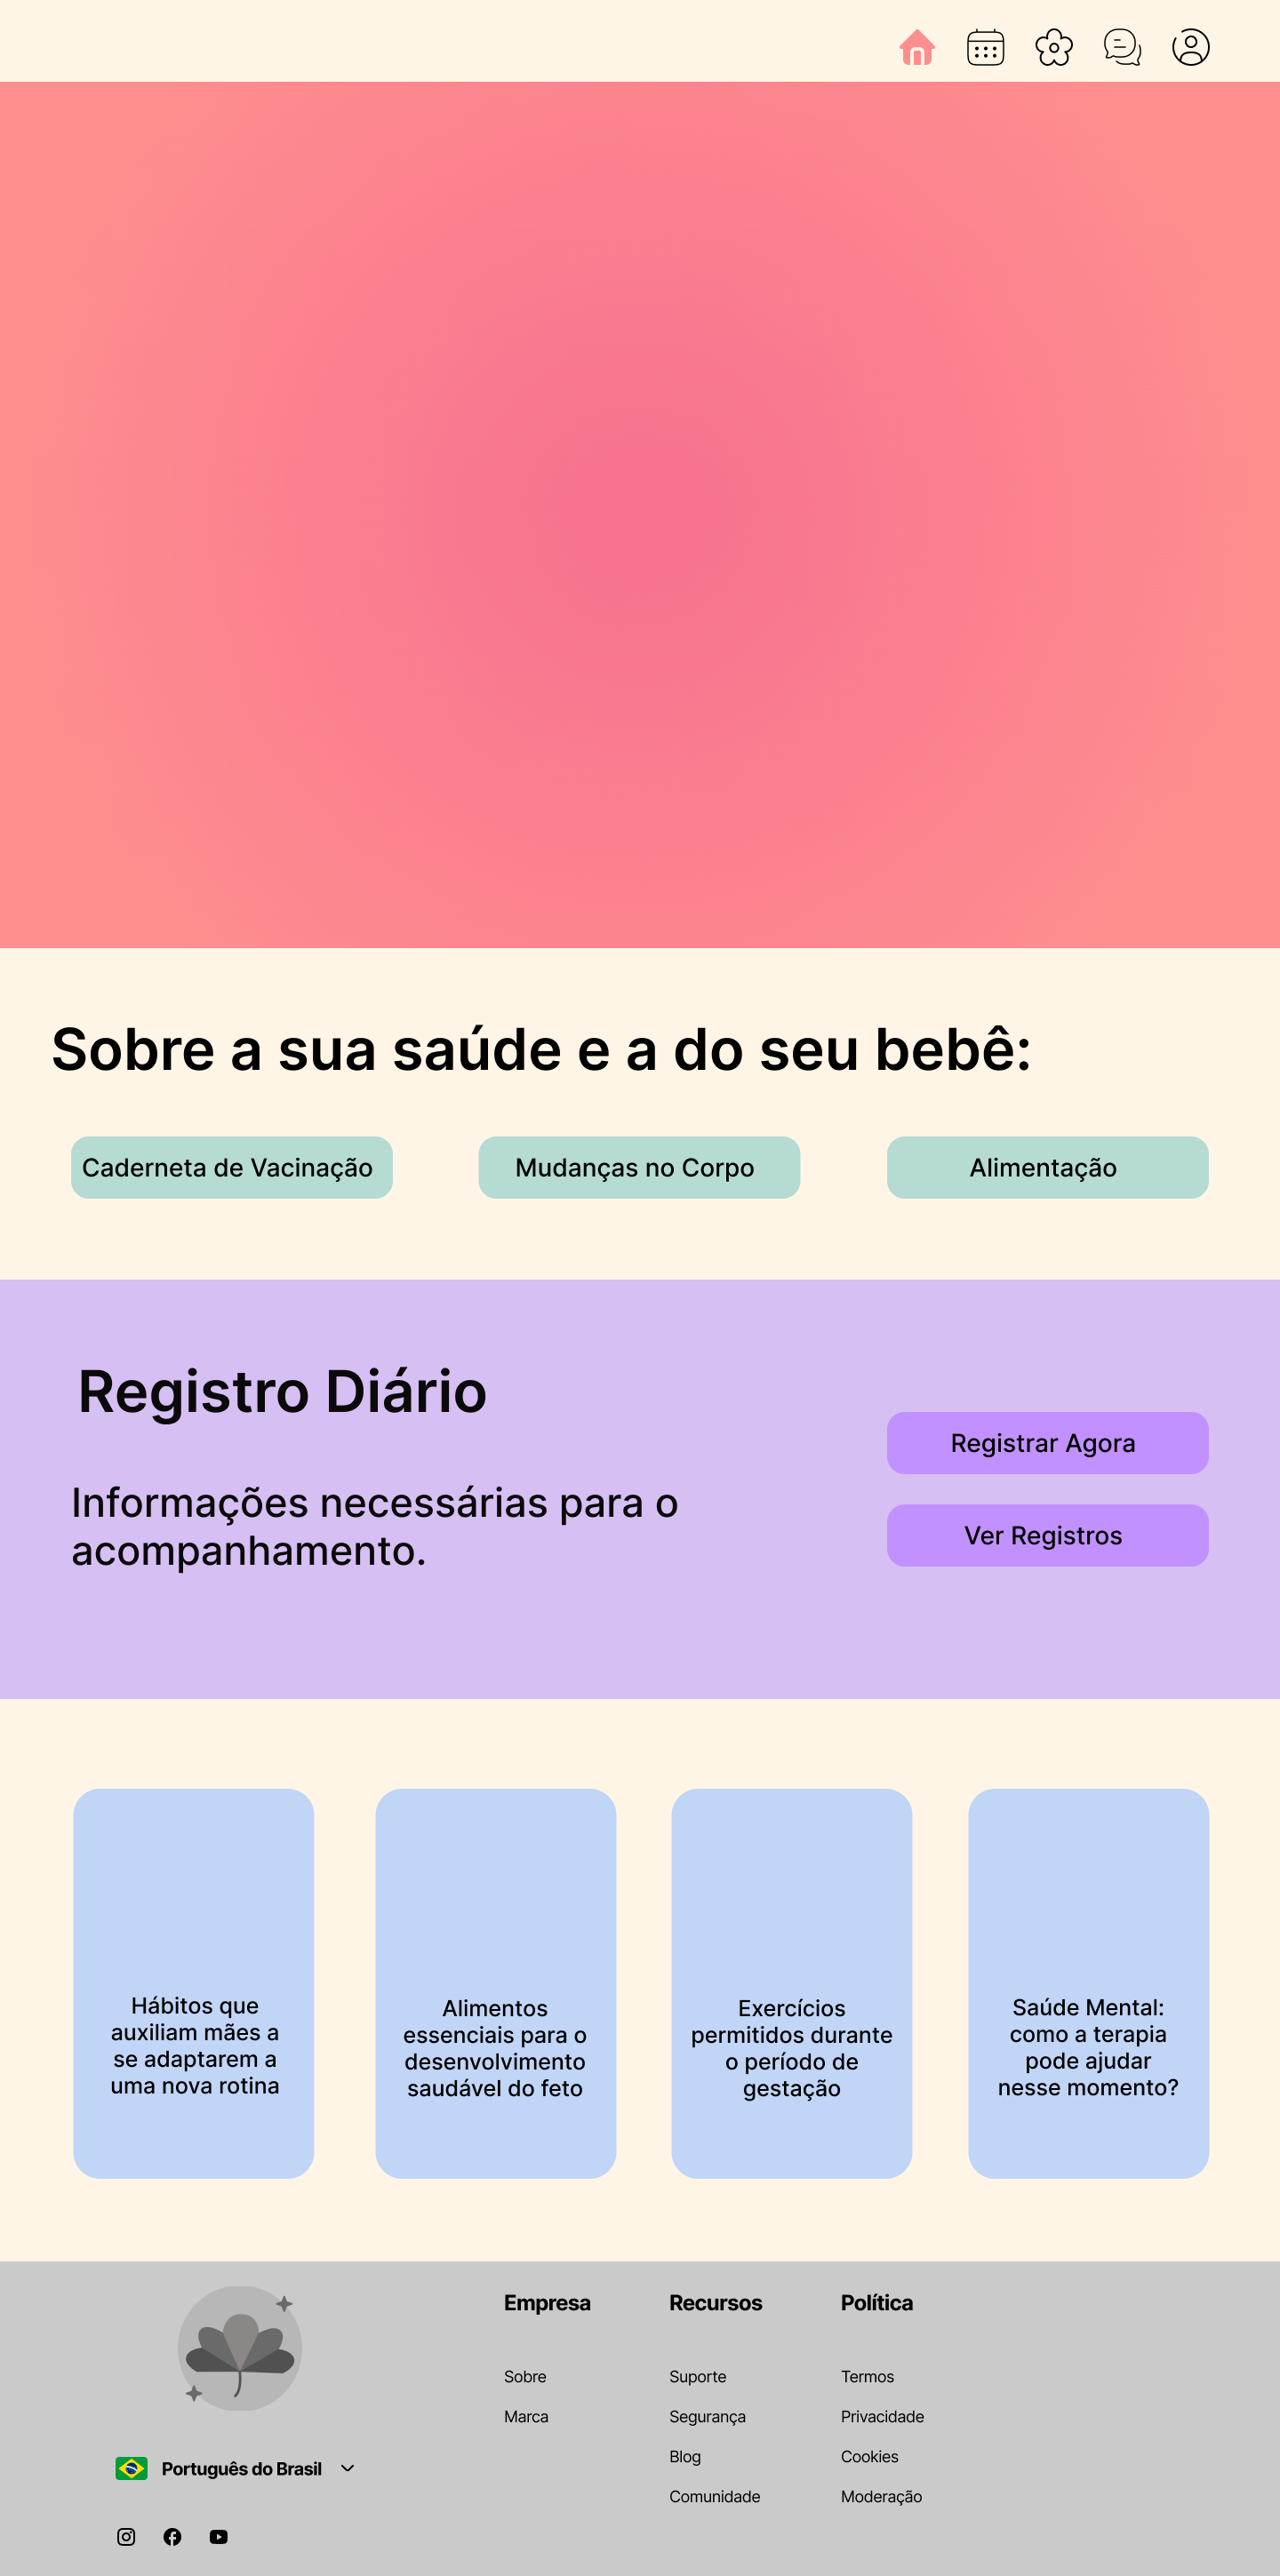 Sobre a sua saúde e a do seu bebê:
Caderneta de Vacinação
Mudanças no Corpo
Alimentação
Registro Diário
Informações necessárias para o
acompanhamento.
Registrar Agora
Ver Registros
Hábitos que
auxiliam mães a
se adaptarem a
uma nova rotina
Alimentos
essenciais para o
desenvolvimento
saudável do feto
Exercícios
permitidos durante
o período de
gestação
Saúde Mental:
como a terapia
pode ajudar
nesse momento?
Português do Brasil
Empresa
Sobre
Marca
Recursos
Suporte
Segurança
Blog
Comunidade
Política
Termos
Privacidade
Cookies
Moderação